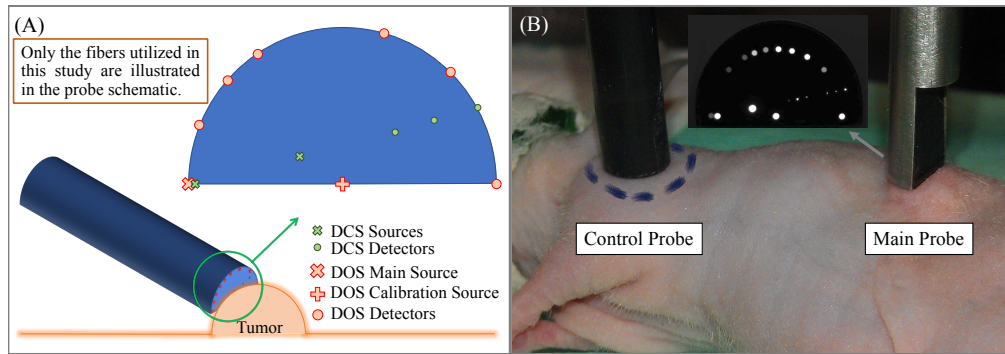 (A)
Only the fibers utilized in
this study are illustrated
in the probe schematic.
DCS Sources
DCS Detectors
DOS Main Source
DOS Calibration Source
DOS Detectors
Tumor
(B)
Control Probe
Main Probe